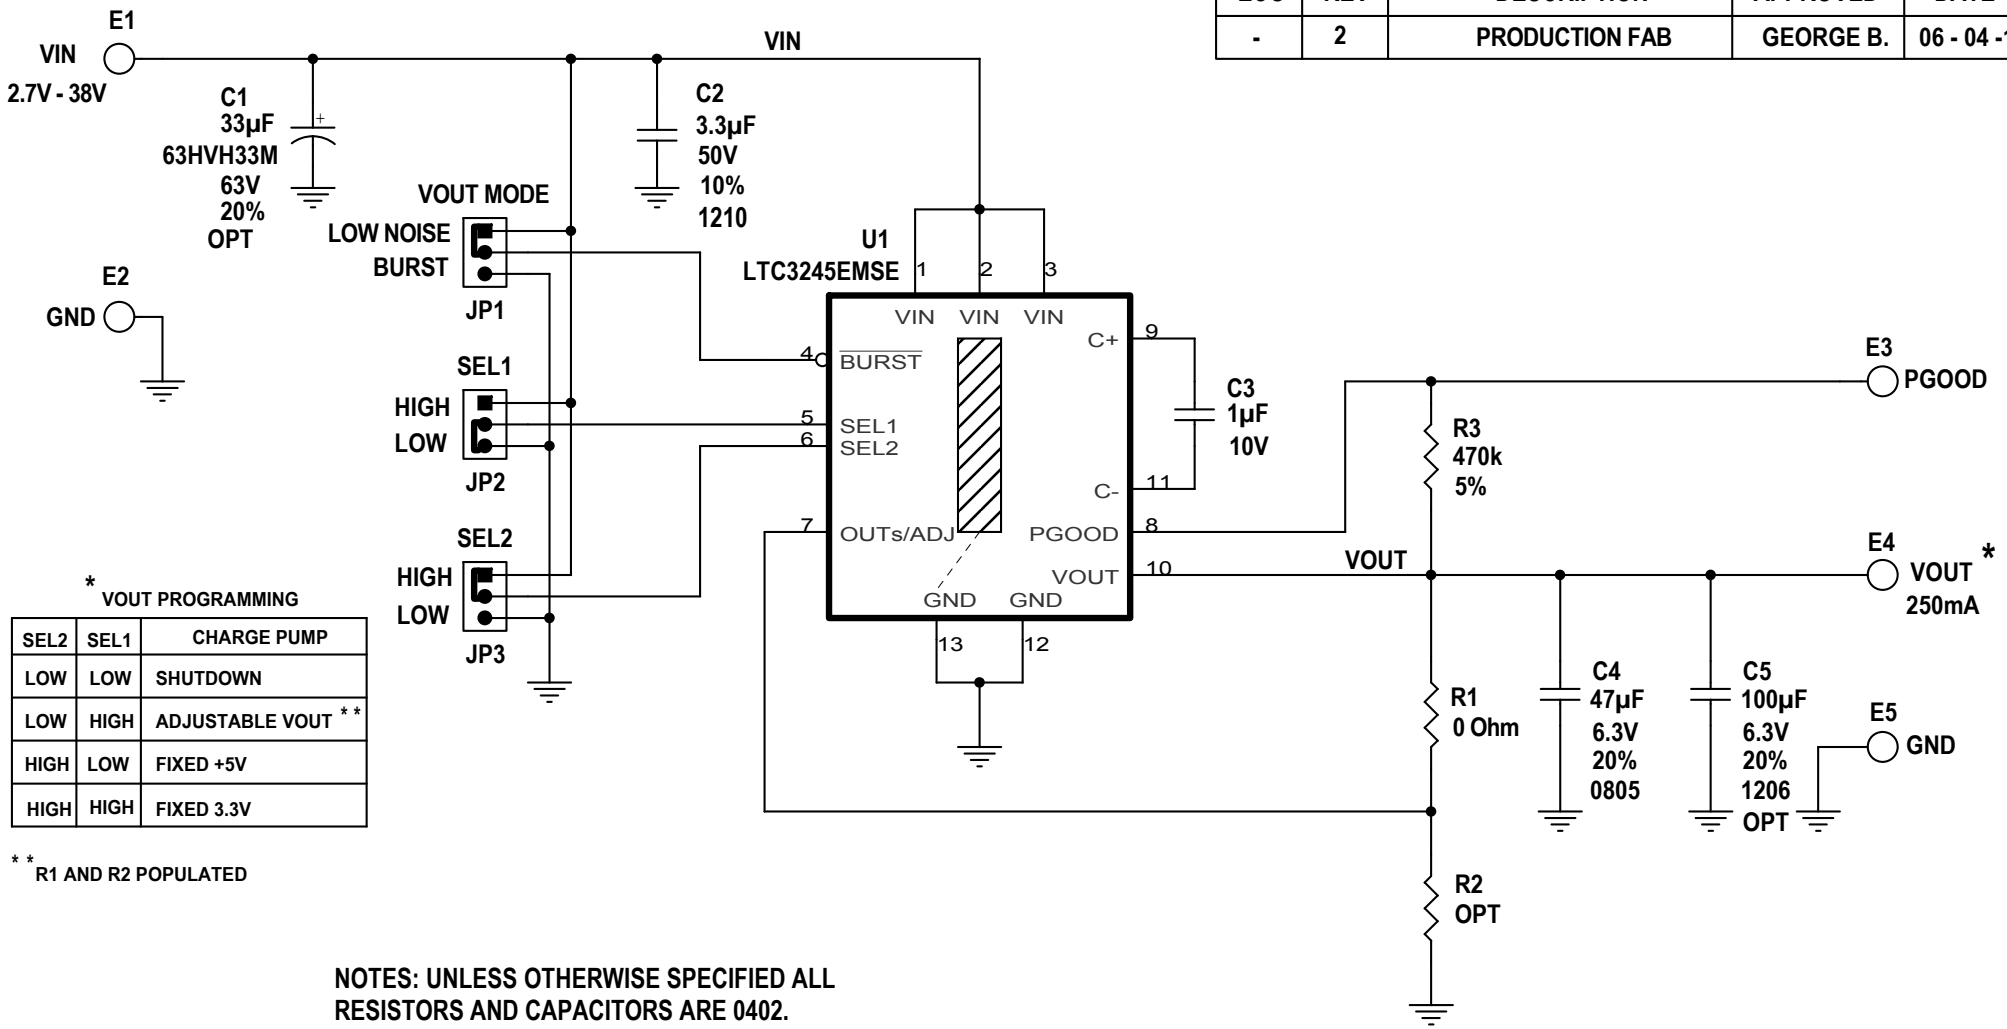 - 2 PRODUCTION FAB GEORGE B. 06 - 04 -
E1
VIN
2.7V - 38V
VIN
C1
33µF
+
63HVH33M
63V
20%
OPT
C2
3.3µF
50V
10%
1210
E2
GND
VOUT MODE
LOW NOISE
BURST
JP1
SEL1
HIGH
LOW
JP2
SEL2
HIGH
LOW
JP3
U1
LTC3245EMSE
1 2 3
VIN VIN VIN
4 BURST
5 SEL1
6 SEL2
7 OUTs/ADJ
C+ 9
C- 11
PGOOD 8
VOUT 10
GND GND
13 12
C3
1µF
10V
E3
PGOOD
R3
470k
5%
VOUT
E4 *
VOUT
250mA
R1
0 Ohm
C4
47µF
6.3V
20%
0805
C5
100µF
6.3V
20%
1206
OPT
E5
GND
R2
OPT
* VOUT PROGRAMMING
SEL2 SEL1 CHARGE PUMP
LOW LOW SHUTDOWN
LOW HIGH ADJUSTABLE VOUT * *
HIGH LOW FIXED +5V
HIGH HIGH FIXED 3.3V
* * R1 AND R2 POPULATED
NOTES: UNLESS OTHERWISE SPECIFIED ALL
RESISTORS AND CAPACITORS ARE 0402.